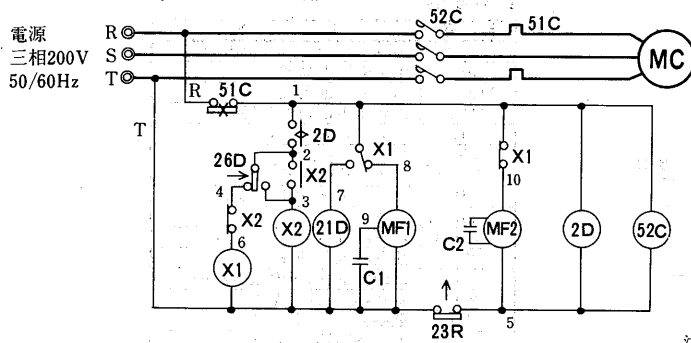 電源
三相200V
50/60Hz
R
S
T
52C
51C
MC
R
51C
1
T
2D
26D
2
X2
X1
X1
4
7
8
10
3
X2
9
6
X2
21D
MF1
C2
MF2
2D
52C
X1
C1
23R
5